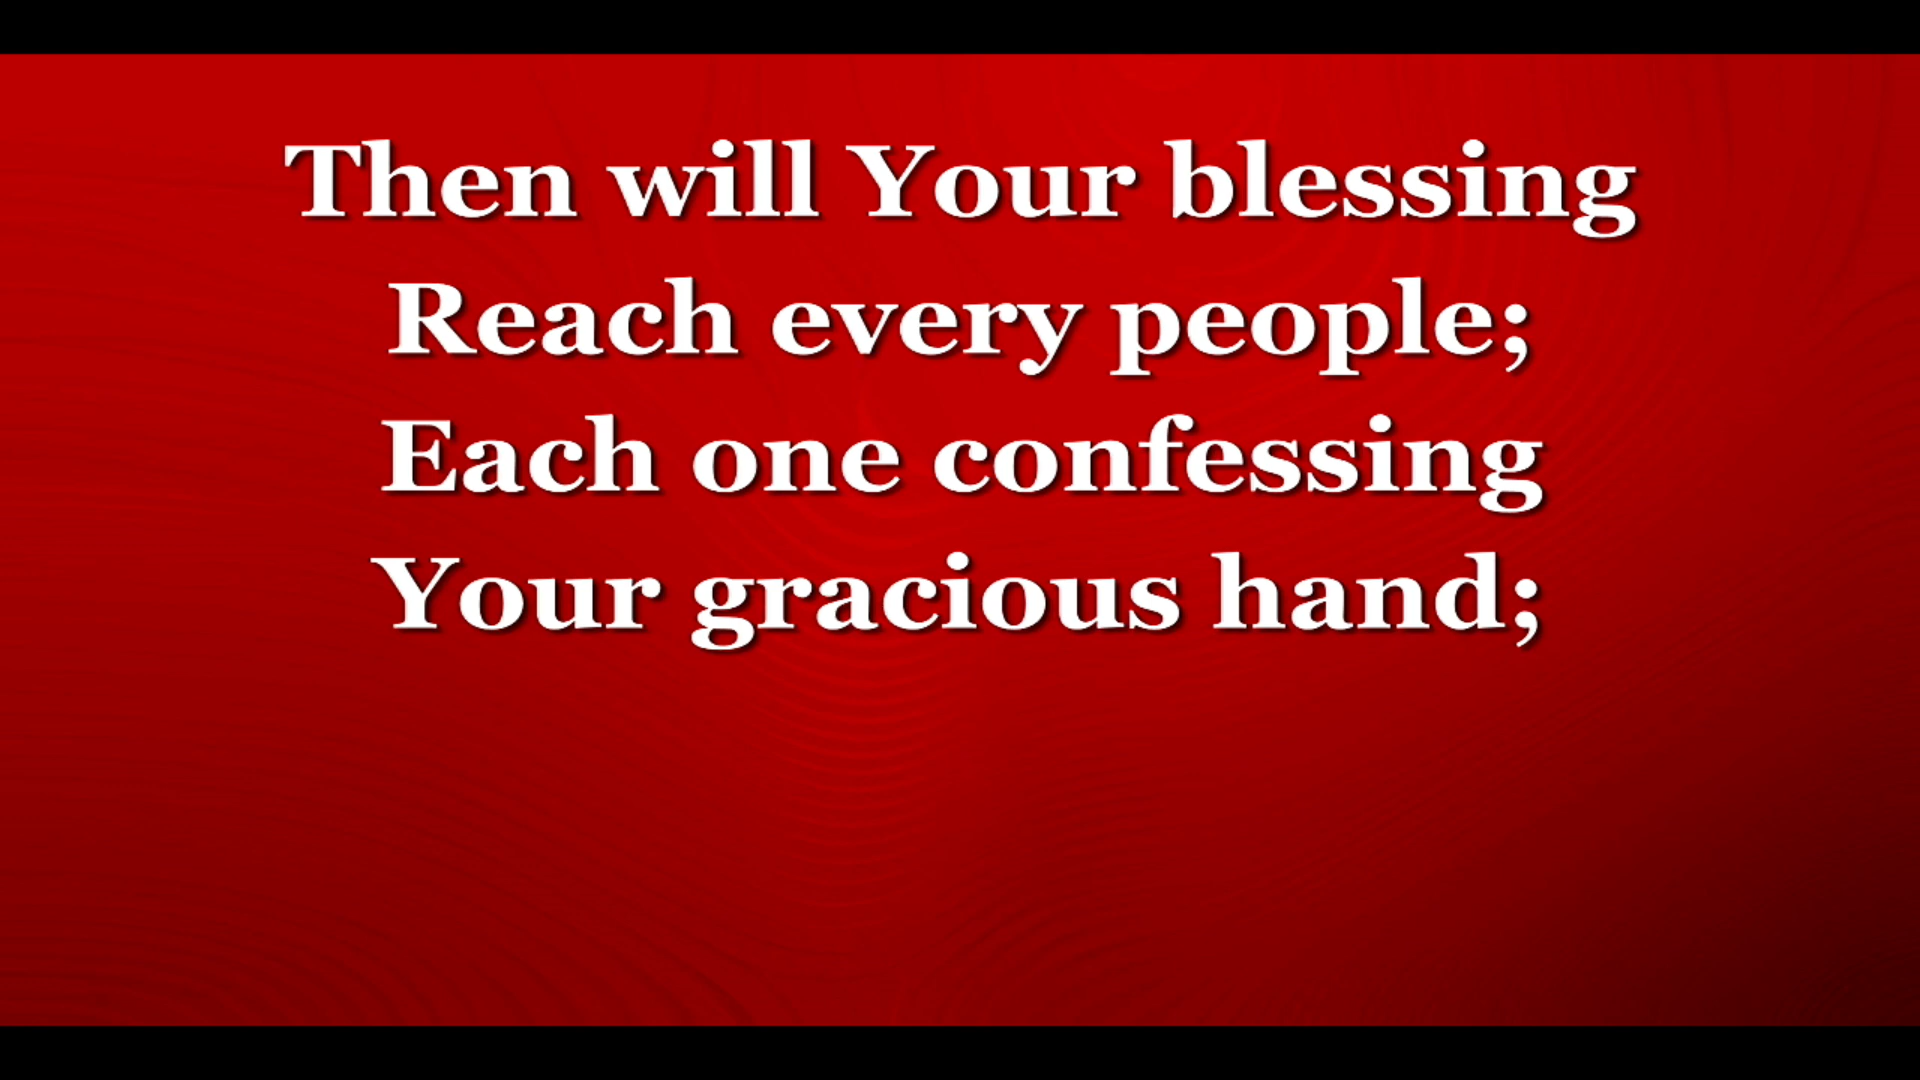 Then will Your blessing
Reach every people;
Each one confessing
Your gracious hand;